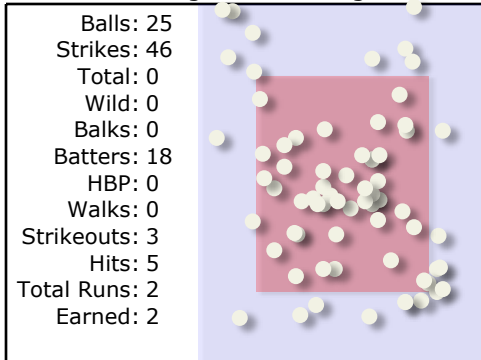 Balls: 25
Strikes: 46
Total: 0
Wild: 0
Balks: 0
Batters: 18
HBP: 0
Walks: 0
Strikeouts: 3
Hits: 5
Total Runs: 2
Earned: 2